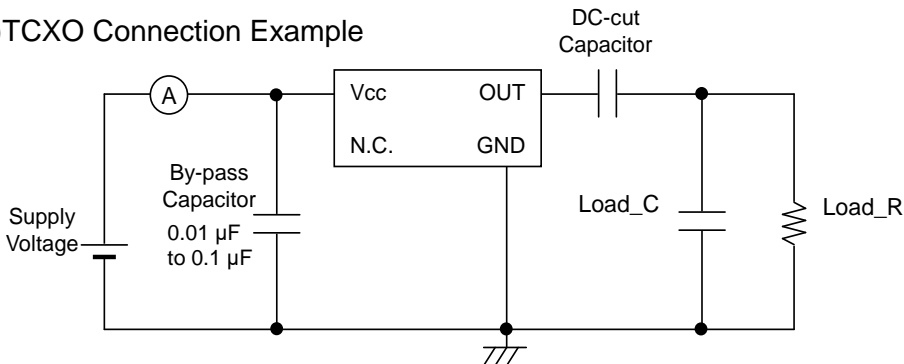 TCXO Connection Example
DC-cut
Capacitor
A
Vcc
OUT
N.C.
GND
By-pass
Capacitor
0.01 µF
to 0.1 µF
Supply
Voltage
Load_C
Load_R